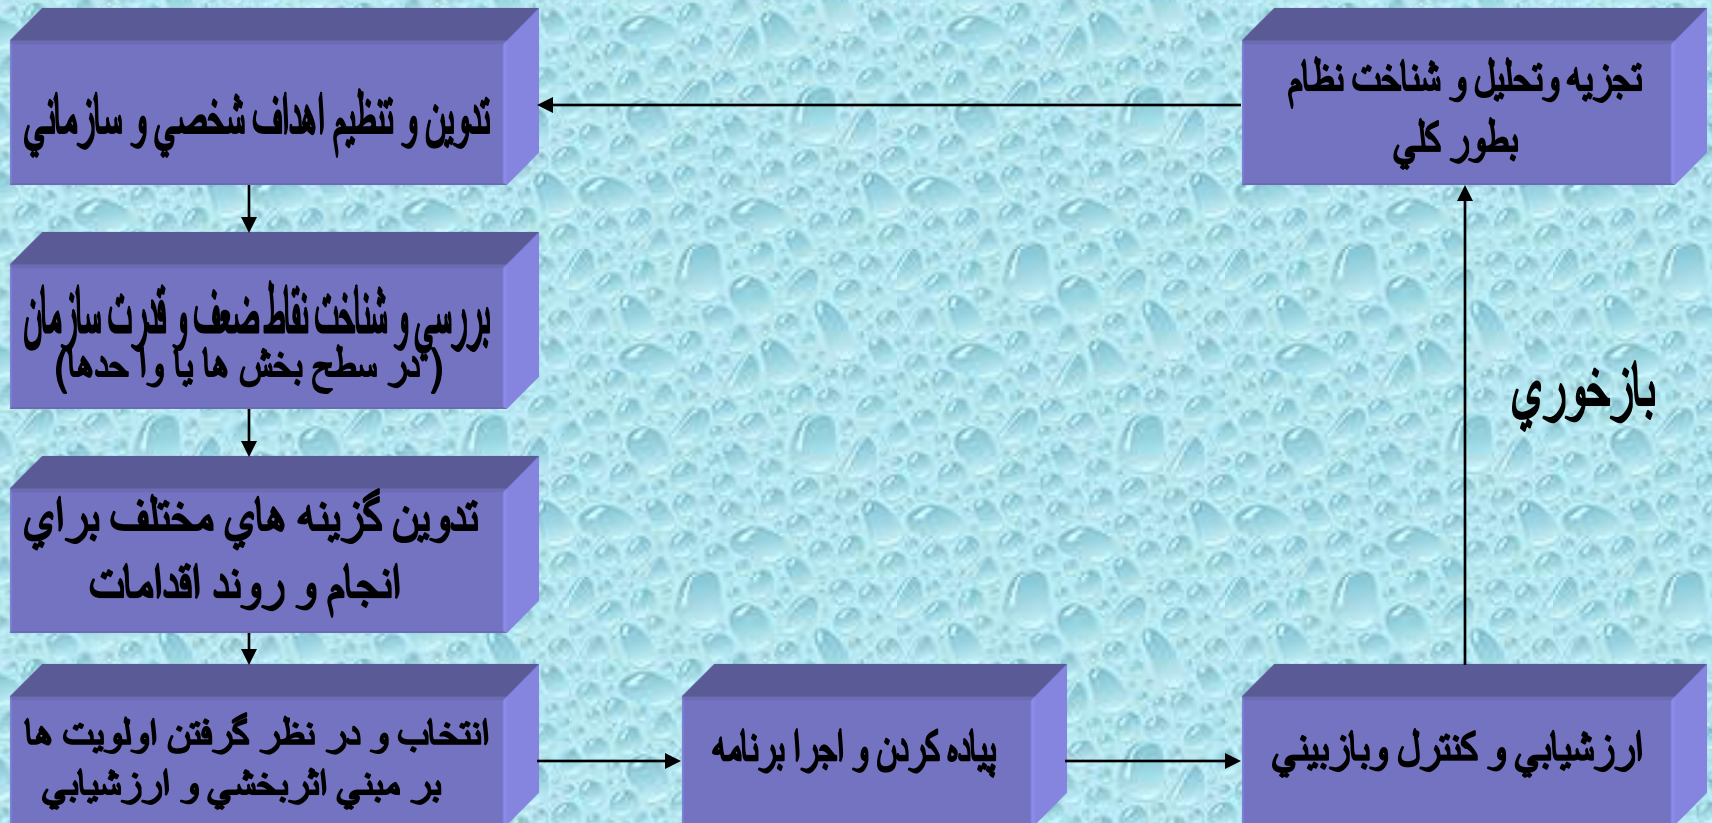 تجزيه وتحليل و شناخت نظام
بطور كلي
تدوين و تنظيم اهداف شخصي و سازماني
بررسي و شناخت نقاط ضعف و قدرت سازمان
(در سطح بخش ها يا وا حدها)
تدوين گزينه هاي مختلف براي
انجام و روند اقدامات
انتخاب و در نظر گرفتن اولويت ها
بر مبني اثربخشي و ارزشيابي
پياده كردن و اجرا برنامه
ارزشيابي و كنترل وبازبيني
بازخوري